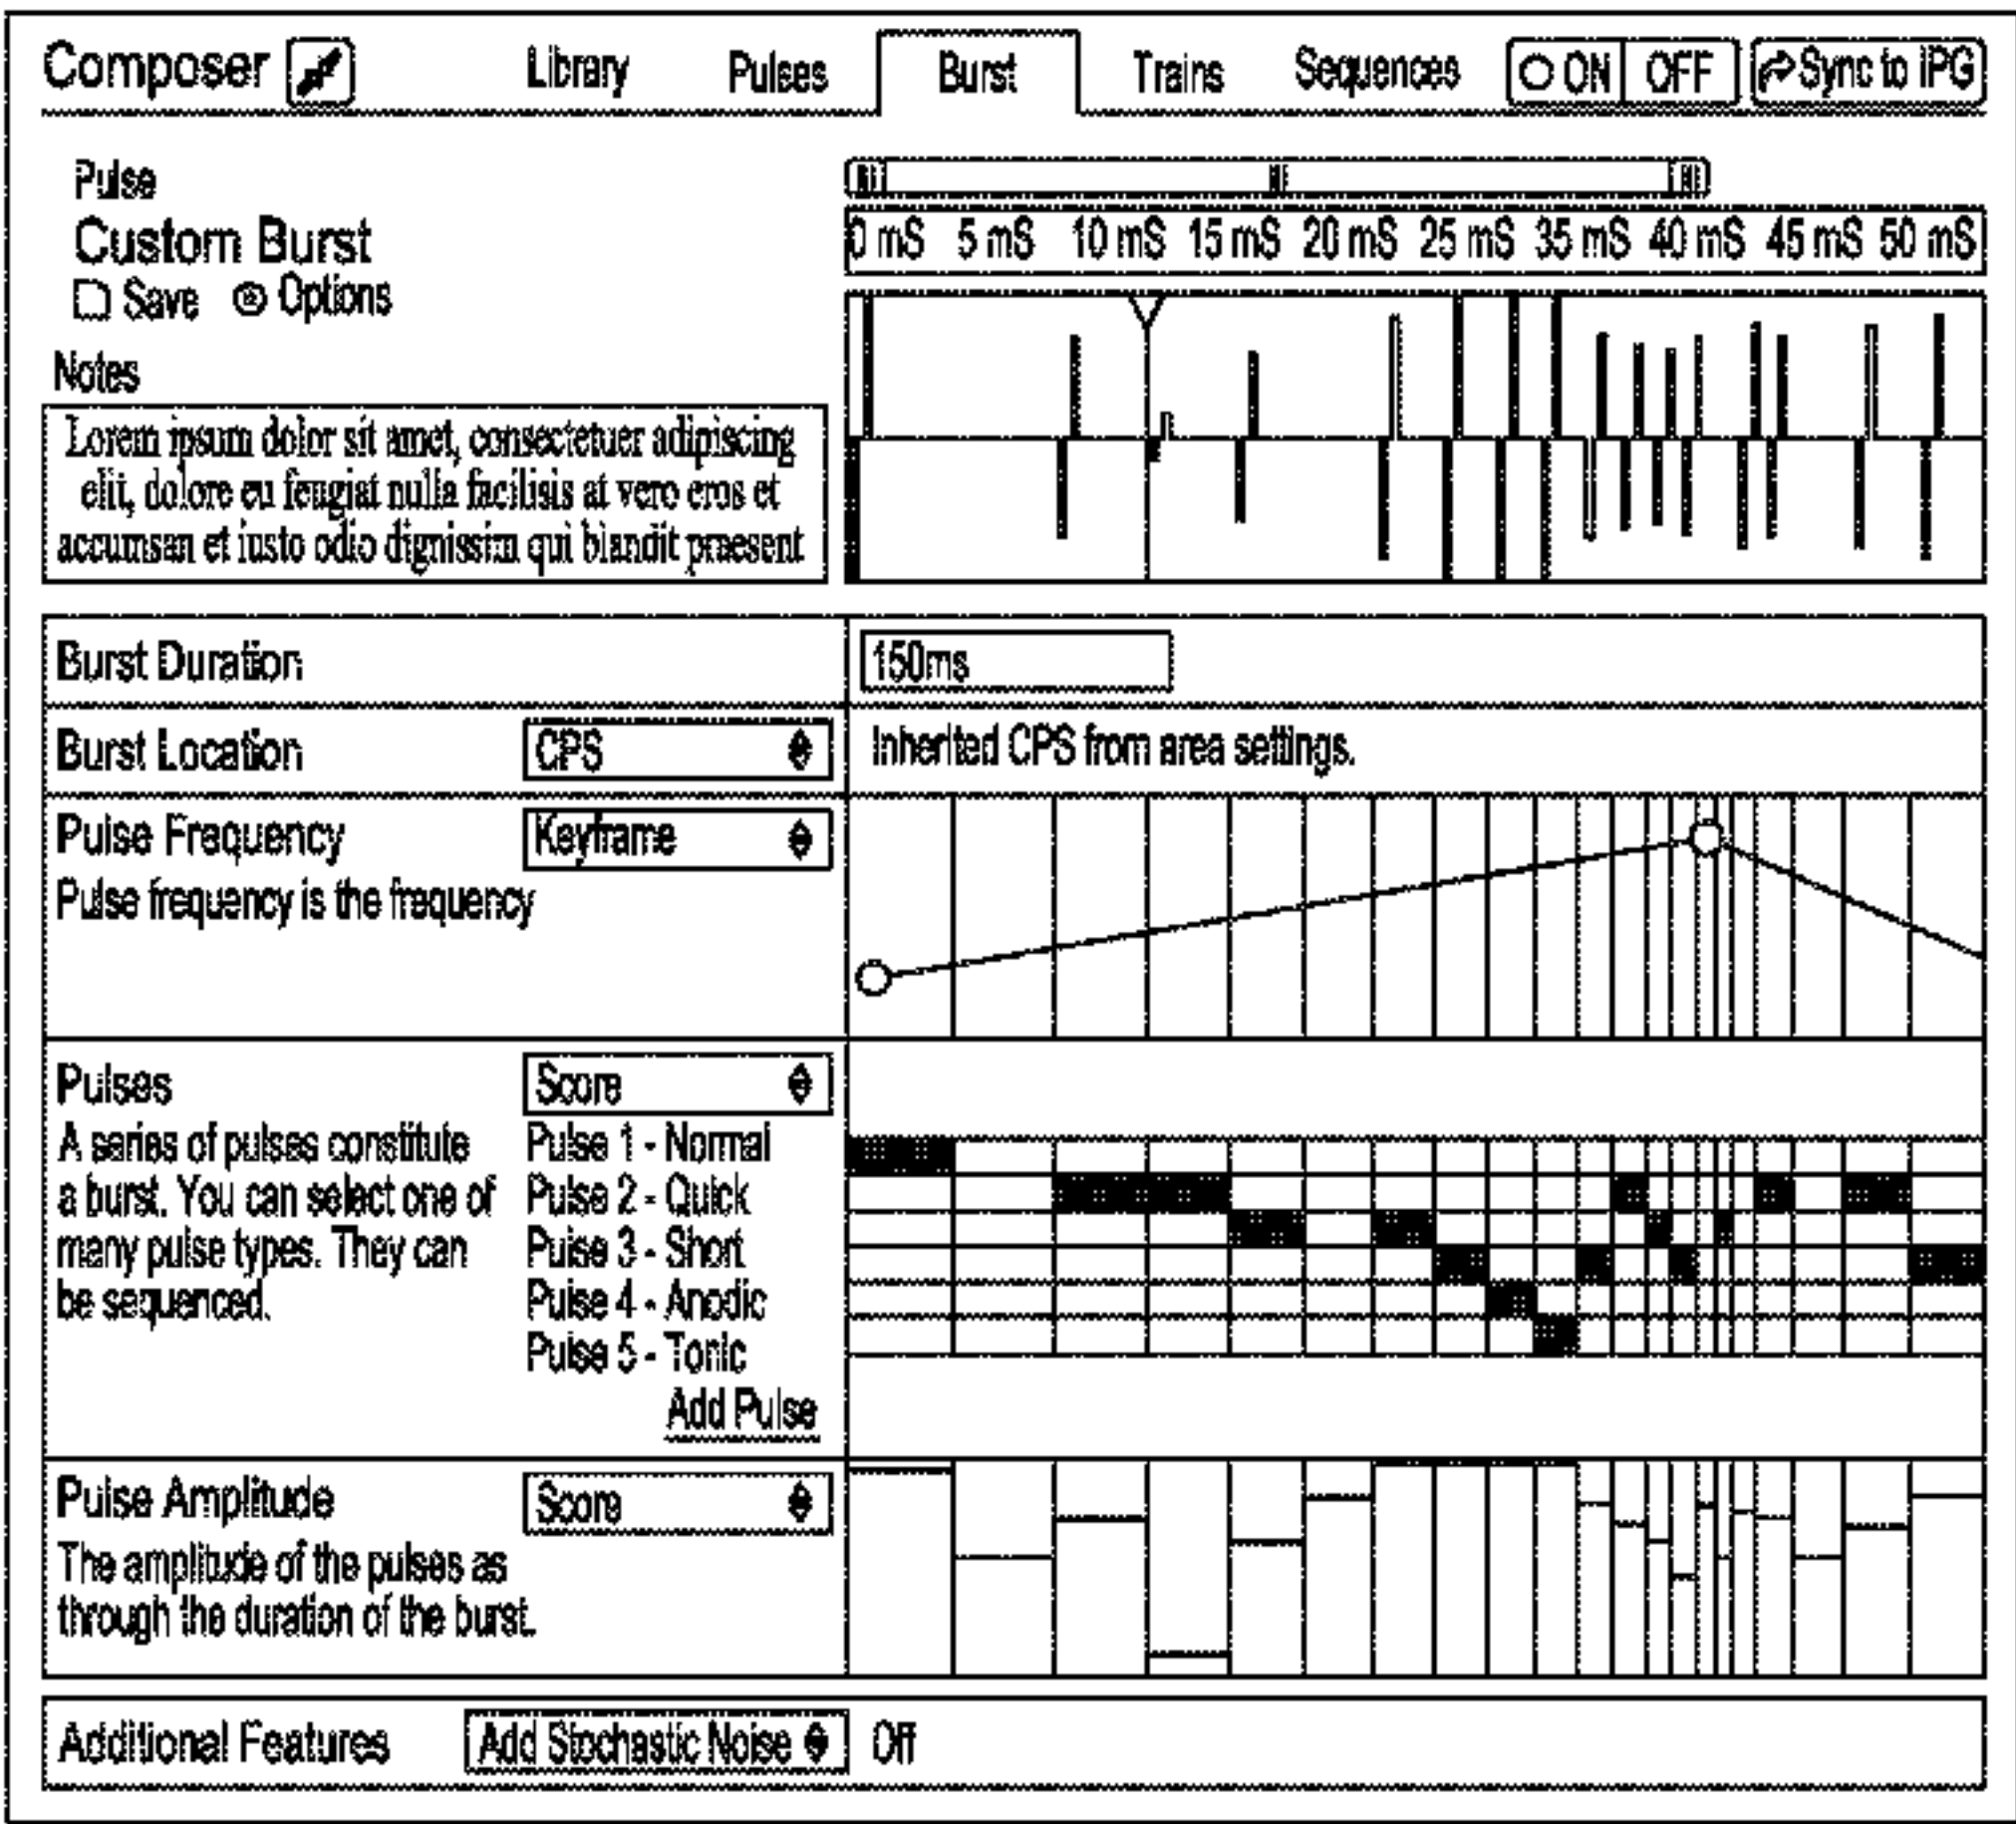 Composer Library Pulses Burst Trains Sequences ON OFF Sync to iPG
Pulse
Custom Burst
Save Options
Notes
Lorem ipsum dolor sit amet, consectetuer adipiscing
elit, dolore eu feugiat nulla facilisis at vero eros et
accumsan et iusto odio dignissim qui blandit praesent
0 mS 5 mS 10 mS 15 mS 20 mS 25 mS 35 mS 40 mS 45 mS 50 mS
Burst Duration 150ms
Burst Location CPS Inherited CPS from area settings.
Pulse Frequency Keyframe
Pulse frequency is the frequency
Pulses Score
A series of pulses constitute
a burst. You can select one of
many pulse types. They can
be sequenced.
Pulse 1 - Normal
Pulse 2 - Quick
Pulse 3 - Short
Pulse 4 - Anodic
Pulse 5 - Tonic
Add Pulse
Pulse Amplitude Score
The amplitude of the pulses as
through the duration of the burst.
Additional Features Add Stochastic Noise Off